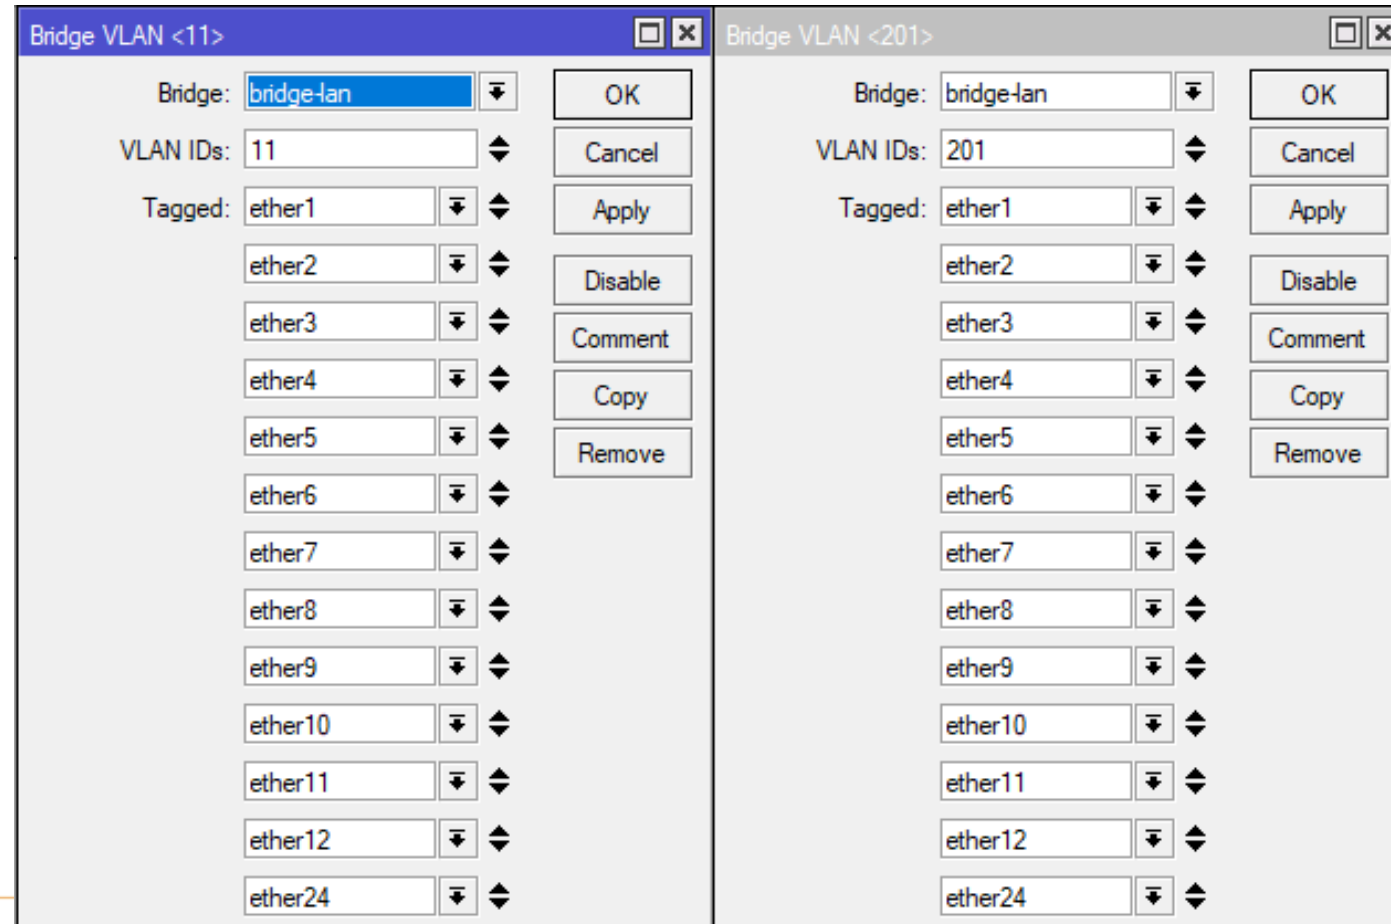 Bridge VLAN <11>
Bridge: bridge-lan
OK
VLAN IDs: 11
Cancel
Tagged: ether1
Apply
ether2
Disable
ether3
Comment
ether4
Copy
ether5
Remove
ether6
ether7
ether8
ether9
ether10
ether11
ether12
ether24
Bridge VLAN <201>
Bridge: bridge-lan
OK
VLAN IDs: 201
Cancel
Tagged: ether1
Apply
ether2
Disable
ether3
Comment
ether4
Copy
ether5
Remove
ether6
ether7
ether8
ether9
ether10
ether11
ether12
ether24